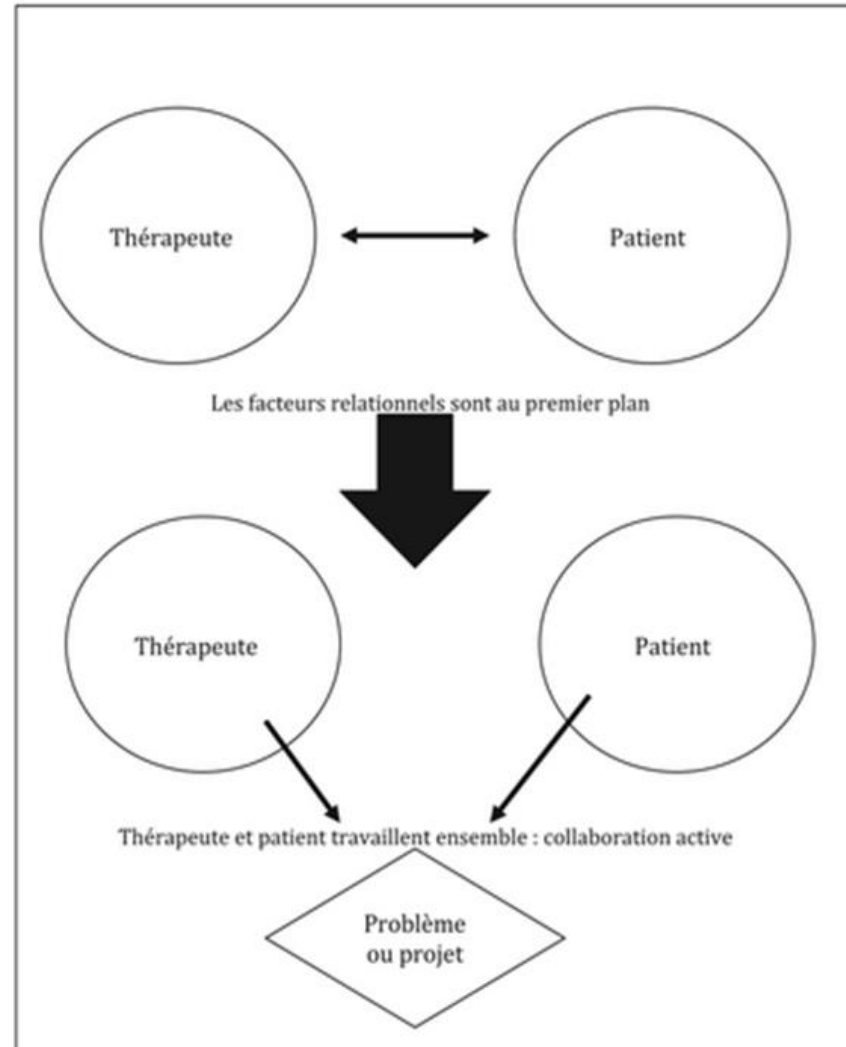 Thérapeute
Patient
Les facteurs relationnels sont au premier plan
Thérapeute
Patient
Thérapeute et patient travaillent ensemble : collaboration active
Problème
ou projet